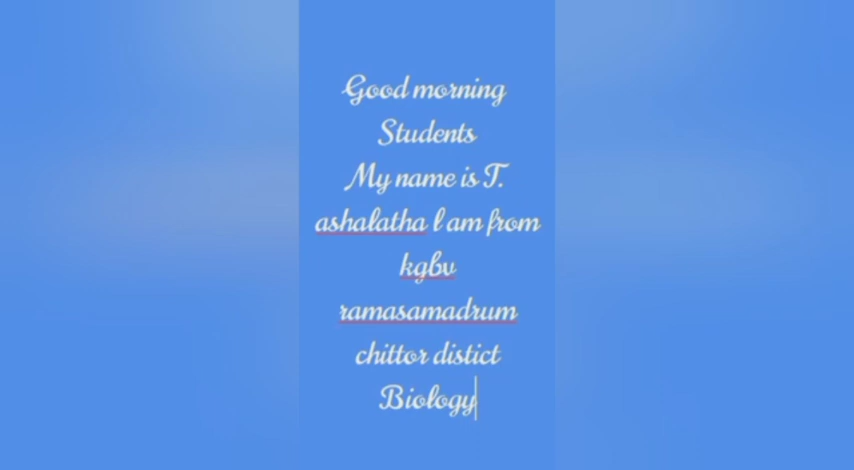 Good morning
Students
My name is T.
ashalatha l am from
kgbv
ramasamadrum
chittor distict
Biology